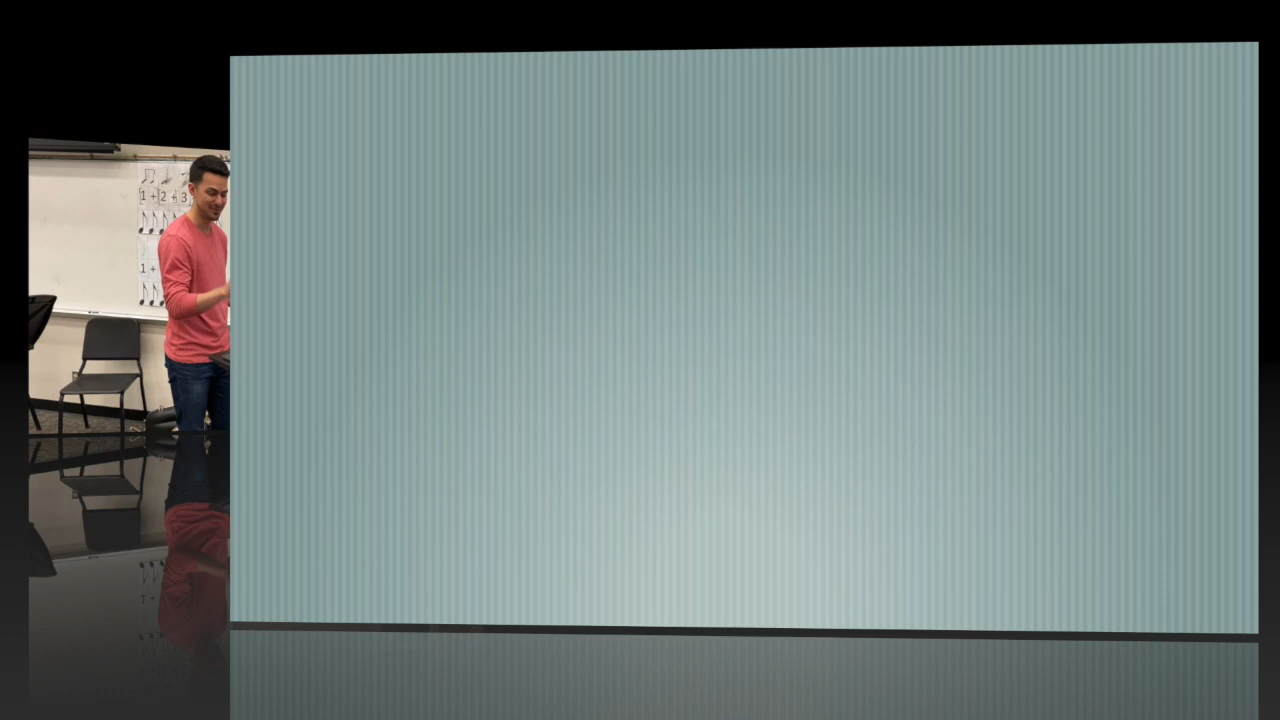 1 + 2 + 3
1 +